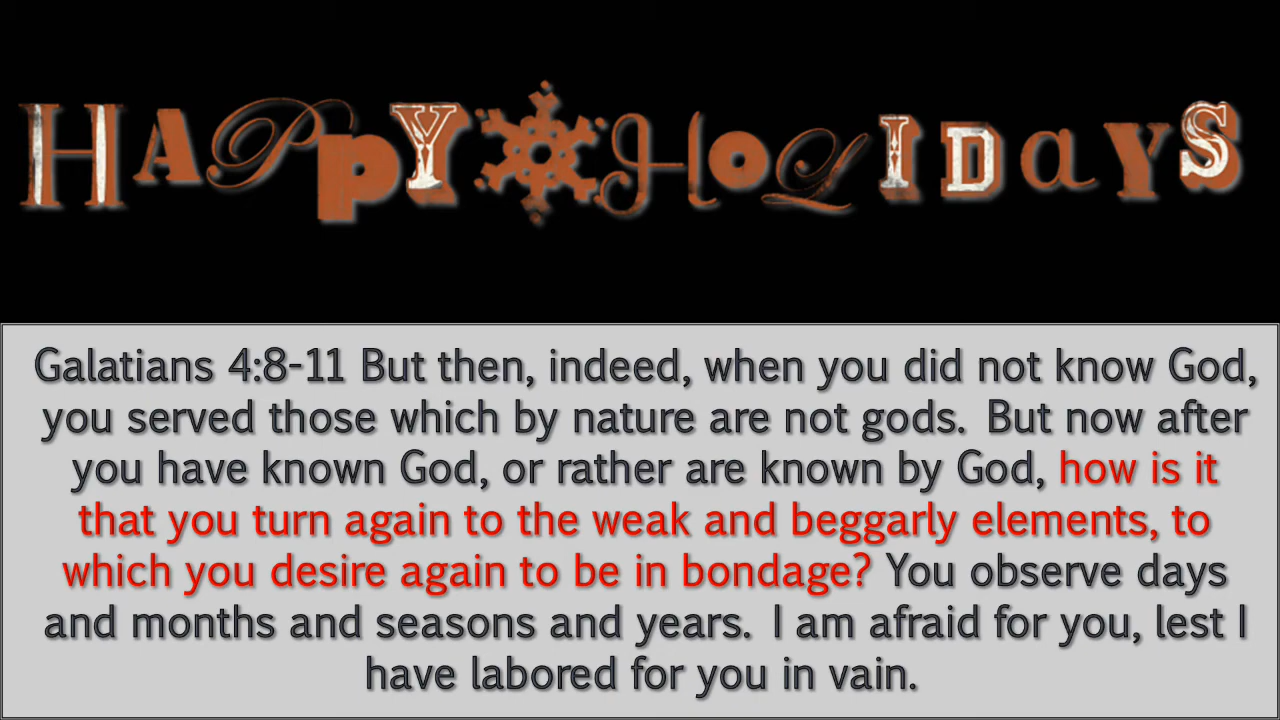 HAPpY HoLIDaYS
Galatians 4:8-11 But then, indeed, when you did not know God,
you served those which by nature are not gods. But now after
you have known God, or rather are known by God, how is it
that you turn again to the weak and beggarly elements, to
which you desire again to be in bondage? You observe days
and months and seasons and years. I am afraid for you, lest I
have labored for you in vain.